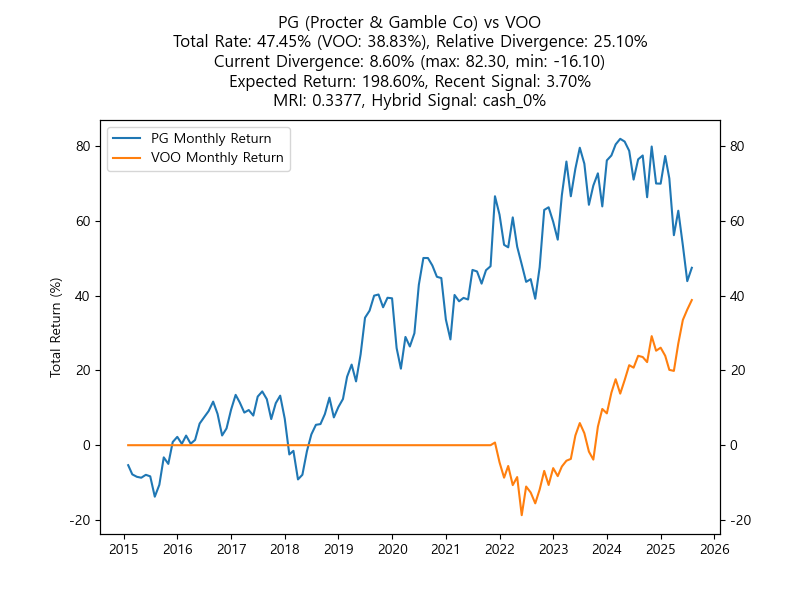 PG (Procter & Gamble Co) vs VOO
Total Rate: 47.45% (VOO: 38.83%), Relative Divergence: 25.10%
Current Divergence: 8.60% (max: 82.30, min: -16.10)
Expected Return: 198.60%, Recent Signal: 3.70%
MRI: 0.3377, Hybrid Signal: cash_0%
PG Monthly Return
VOO Monthly Return
80 80
60 60
40 40
20 20
0 0
-20 -20
Total Return (%)
2015 2016 2017 2018 2019 2020 2021 2022 2023 2024 2025 2026